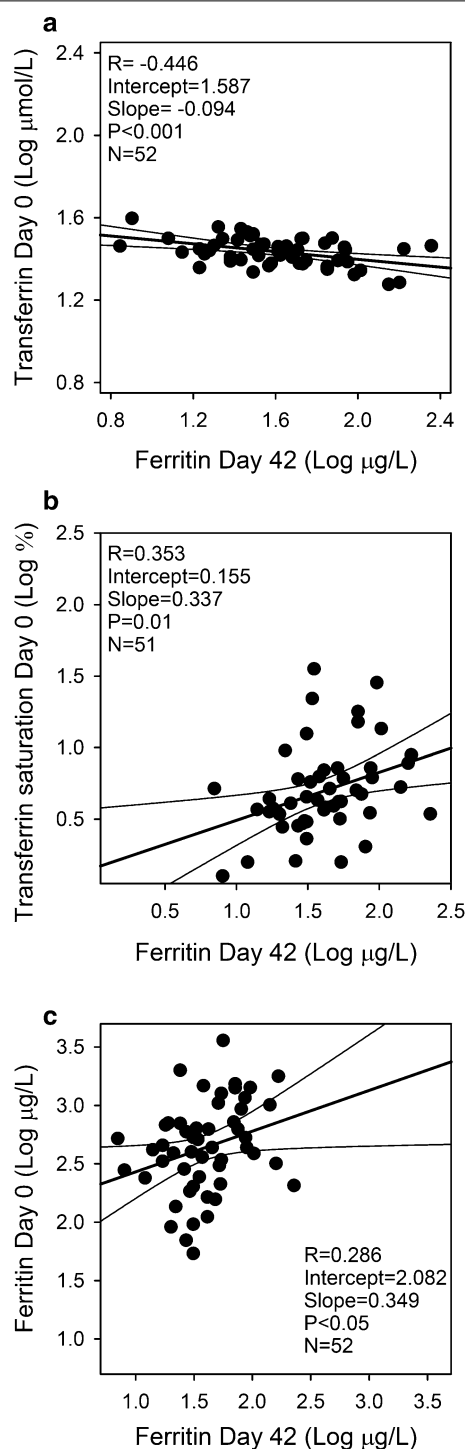 a
Transferrin Day 0 (Log μmol/L)
2.4
2.0
1.6
1.2
0.8
R= -0.446
Intercept=1.587
Slope= -0.094
P<0.001
N=52
0.8 1.2 1.6 2.0 2.4
Ferritin Day 42 (Log μg/L)
b
Transferrin saturation Day 0 (Log %)
2.5
2.0
1.5
1.0
0.5
R=0.353
Intercept=0.155
Slope=0.337
P=0.01
N=51
0.5 1.0 1.5 2.0 2.5
Ferritin Day 42 (Log μg/L)
c
Ferritin Day 0 (Log μg/L)
3.5
3.0
2.5
2.0
1.5
1.0
R=0.286
Intercept=2.082
Slope=0.349
P<0.05
N=52
1.0 1.5 2.0 2.5 3.0 3.5
Ferritin Day 42 (Log μg/L)